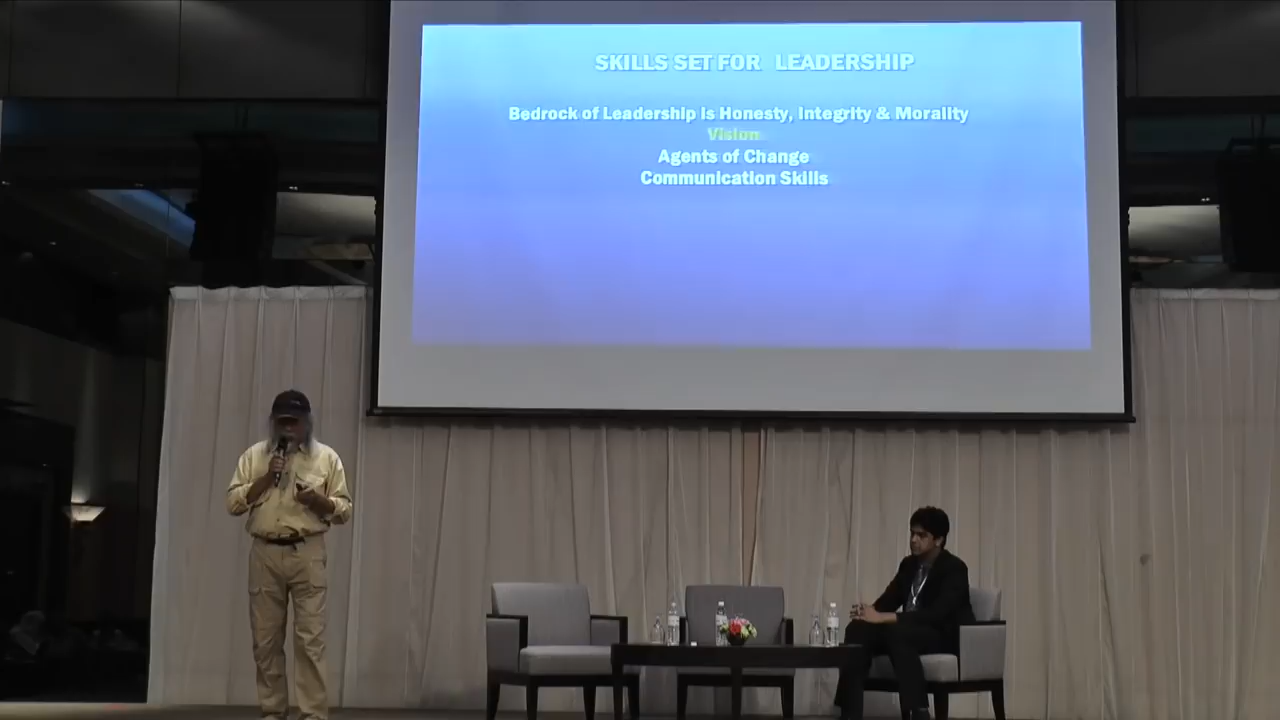 SKILLS SET FOR LEADERSHIP
Bedrock of Leadership is Honesty, Integrity & Morality
Vision
Agents of Change
Communication Skills